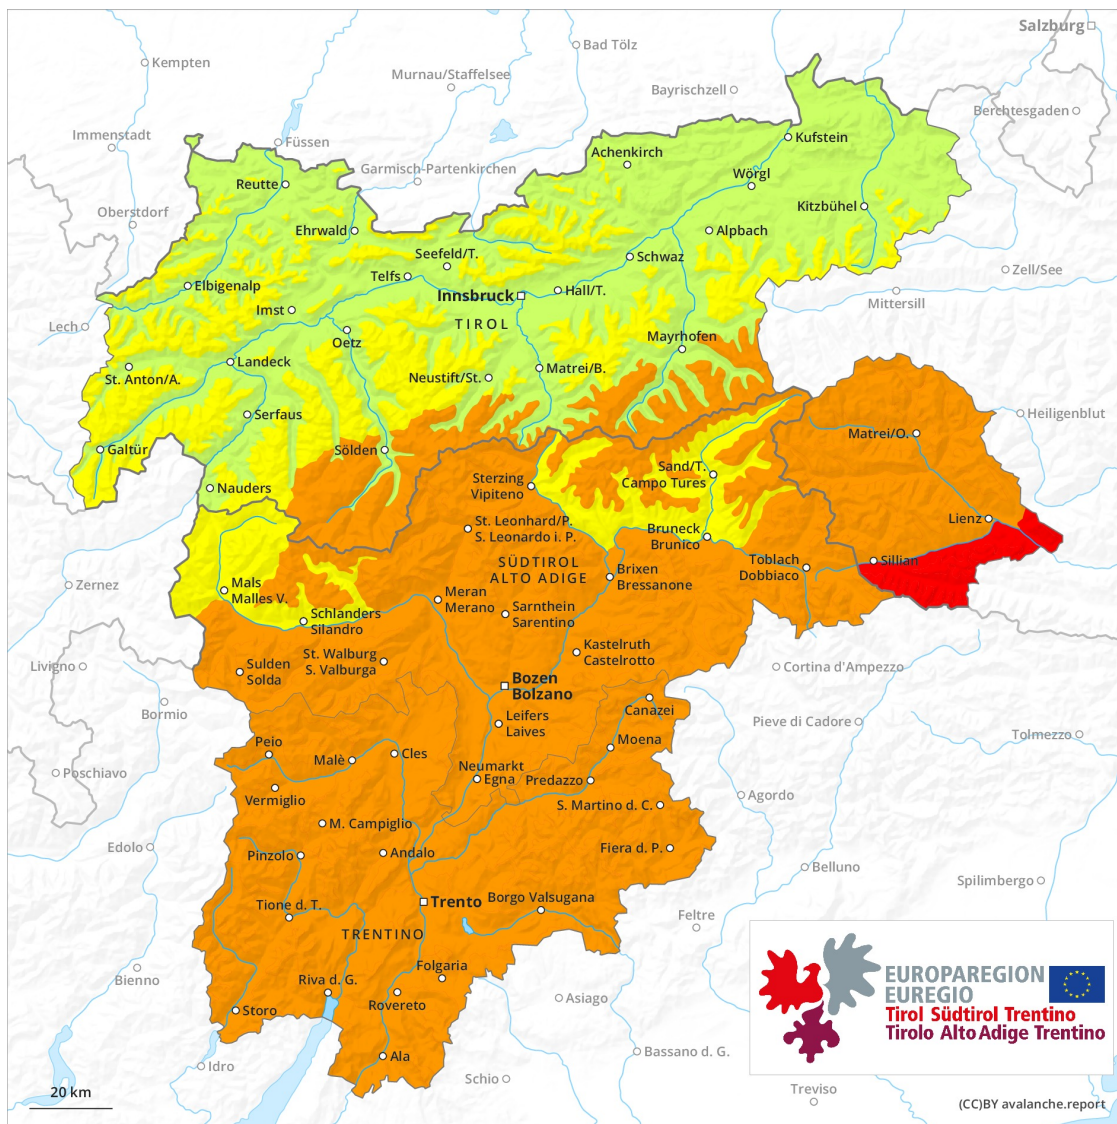 Salzburg
Bad Tölz
Kempten
Murnau/Staffelsee
Bayrischzell
Berchtesgaden
Immenstadt
Füssen
Kufstein
Achenkirch
Garmisch-Partenkirchen
Wörgl
Reutte
Kitzbühel
Oberstdorf
Ehrwald
Alpbach
Seefeld/T.
Schwaz
Zell/See
Telfs
Elbigenalp
Innsbruck
Hall/T.
Mittersill
Imst
TIROL
Lech
Oetz
Mayrhofen
Landeck
Matrei/B.
St. Anton/A.
Neustift/St.
Serfaus
Heiligenblut
Matrei/O.
Galtür
Sölden
Sand/T.
Campo Tures
Sterzing
Vipiteno
Nauders
Lienz
St. Leonhard/P.
S. Leonardo i. P.
Bruneck
Brunico
SÜDTIROL
ALTO ADIGE
Toblach
Dobbiaco
Sillian
Brixen
Bressanone
Zernez
Mals
Malles V.
Meran
Merano
Schlanders
Silandro
Sarnthein
Sarentino
Kastelruth
Castelrotto
St. Walburg
S. Valburga
Livigno
Sulden
Solda
Cortina d'Ampezzo
Bozen
Bolzano
Bormio
Canazei
Leifers
Laives
Pieve di Cadore
Tolmezzo
Moena
Peio
Cles
Malè
Poschiavo
Neumarkt
Egna
Predazzo
Vermiglio
Agordo
S. Martino d. C.
M. Campiglio
Edolo
Pinzolo
Andalo
Fiera d. P.
Belluno
Spilimbergo
Borgo Valsugana
Trento
Tione d. T.
Feltre
TRENTINO
Bienno
Folgaria
Riva d. G.
Rovereto
Asiago
Storo
EUROPAREGION
EUREGIO
Tirol Südtirol Trentino
Tirolo Alto Adige Trentino
Ala
Bassano d. G.
Idro
Schio
Treviso
20 km
(CC)BY avalanche.report